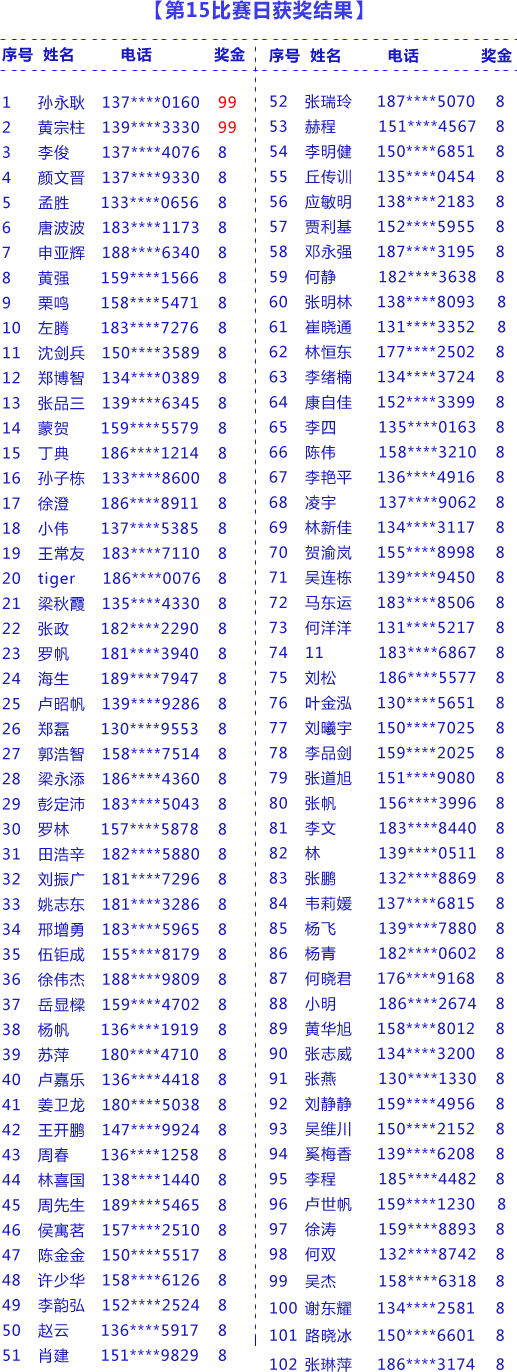 【第15比赛日获奖结果】
序号 姓名 电话 奖金
1 孙永耿 137****0160 99
2 黄宗柱 139****3330 99
3 李俊 137****4076 8
4 颜文晋 137****9330 8
5 孟胜 133****0656 8
6 唐波波 183****1173 8
7 申亚辉 188****6340 8
8 黄强 159****1566 8
9 栗鸣 158****5471 8
10 左腾 183****7276 8
11 沈剑兵 150****3589 8
12 郑博智 134****0389 8
13 张品三 139****6345 8
14 蒙贺 159****5579 8
15 丁典 186****1214 8
16 孙子栋 133****8600 8
17 徐澄 186****8911 8
18 小伟 137****5385 8
19 王常友 183****7110 8
20 tiger 186****0076 8
21 梁秋霞 135****4330 8
22 张政 182****2290 8
23 罗帆 181****3940 8
24 海生 189****7947 8
25 卢昭帆 139****9286 8
26 郑磊 130****9553 8
27 郭浩智 158****7514 8
28 梁永添 186****4360 8
29 彭定沛 183****5043 8
30 罗林 157****5878 8
31 田浩辛 182****5880 8
32 刘振广 181****7296 8
33 姚志东 181****3286 8
34 邢增勇 183****5965 8
35 伍钜成 155****8179 8
36 徐伟杰 188****9809 8
37 岳显樑 159****4702 8
38 杨帆 136****1919 8
39 苏萍 180****4710 8
40 卢嘉乐 136****4418 8
41 姜卫龙 180****5038 8
42 王开鹏 147****9924 8
43 周春 136****1258 8
44 林喜国 138****1440 8
45 周先生 189****5465 8
46 侯寓茗 157****2510 8
47 陈金金 150****5517 8
48 许少华 158****6126 8
49 李韵弘 152****2524 8
50 赵云 136****5917 8
51 肖建 151****9829 8
序号 姓名 电话 奖金
52 张瑞玲 187****5070 8
53 赫程 151****4567 8
54 李明健 150****6851 8
55 丘传训 135****0454 8
56 应敏明 138****2183 8
57 贾利基 152****5955 8
58 邓永强 187****3195 8
59 何静 182****3638 8
60 张明林 138****8093 8
61 崔晓通 131****3352 8
62 林恒东 177****2502 8
63 李绪楠 134****3724 8
64 康自佳 152****3399 8
65 李四 135****0163 8
66 陈伟 158****3210 8
67 李艳平 136****4916 8
68 凌宇 137****9062 8
69 林新佳 134****3117 8
70 贺渝岚 155****8998 8
71 吴连栋 139****9450 8
72 马东运 183****8506 8
73 何洋洋 131****5217 8
74 11 183****6867 8
75 刘松 186****5577 8
76 叶金泓 130****5651 8
77 刘曦宇 150****7025 8
78 李品剑 159****2025 8
79 张道旭 151****9080 8
80 张帆 156****3996 8
81 李文 183****8440 8
82 林 139****0511 8
83 张鹏 132****8869 8
84 韦莉媛 137****6815 8
85 杨飞 139****7880 8
86 杨青 182****0602 8
87 何晓君 176****9168 8
88 小明 186****2674 8
89 黄华旭 158****8012 8
90 张志威 134****3200 8
91 张燕 130****1330 8
92 刘静静 159****4956 8
93 吴维川 150****2152 8
94 奚梅香 139****6208 8
95 李程 185****4482 8
96 卢世帆 159****1230 8
97 徐涛 159****8893 8
98 何双 132****8742 8
99 吴杰 158****6318 8
100 谢东耀 134****2581 8
101 路晓冰 150****6601 8
102 张琳萍 186****3174 8